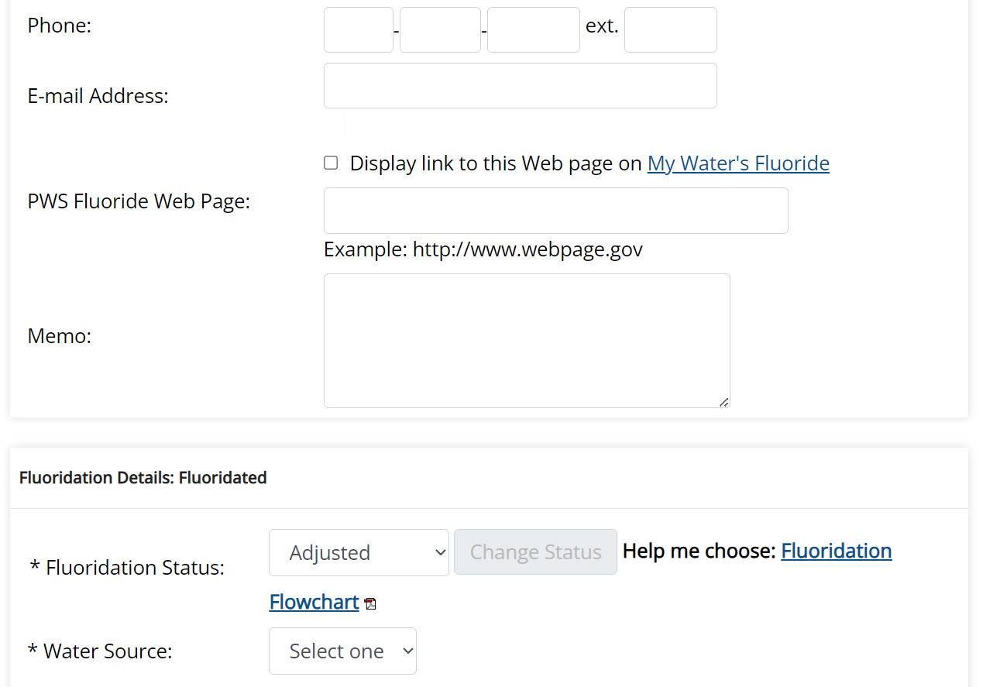 Phone: - - ext.
E-mail Address:
Display link to this Web page on My Water's Fluoride
PWS Fluoride Web Page:
Example: http://www.webpage.gov
Memo:
Fluoridation Details: Fluoridated
* Fluoridation Status: Adjusted Change Status Help me choose: Fluoridation
Flowchart
* Water Source: Select one